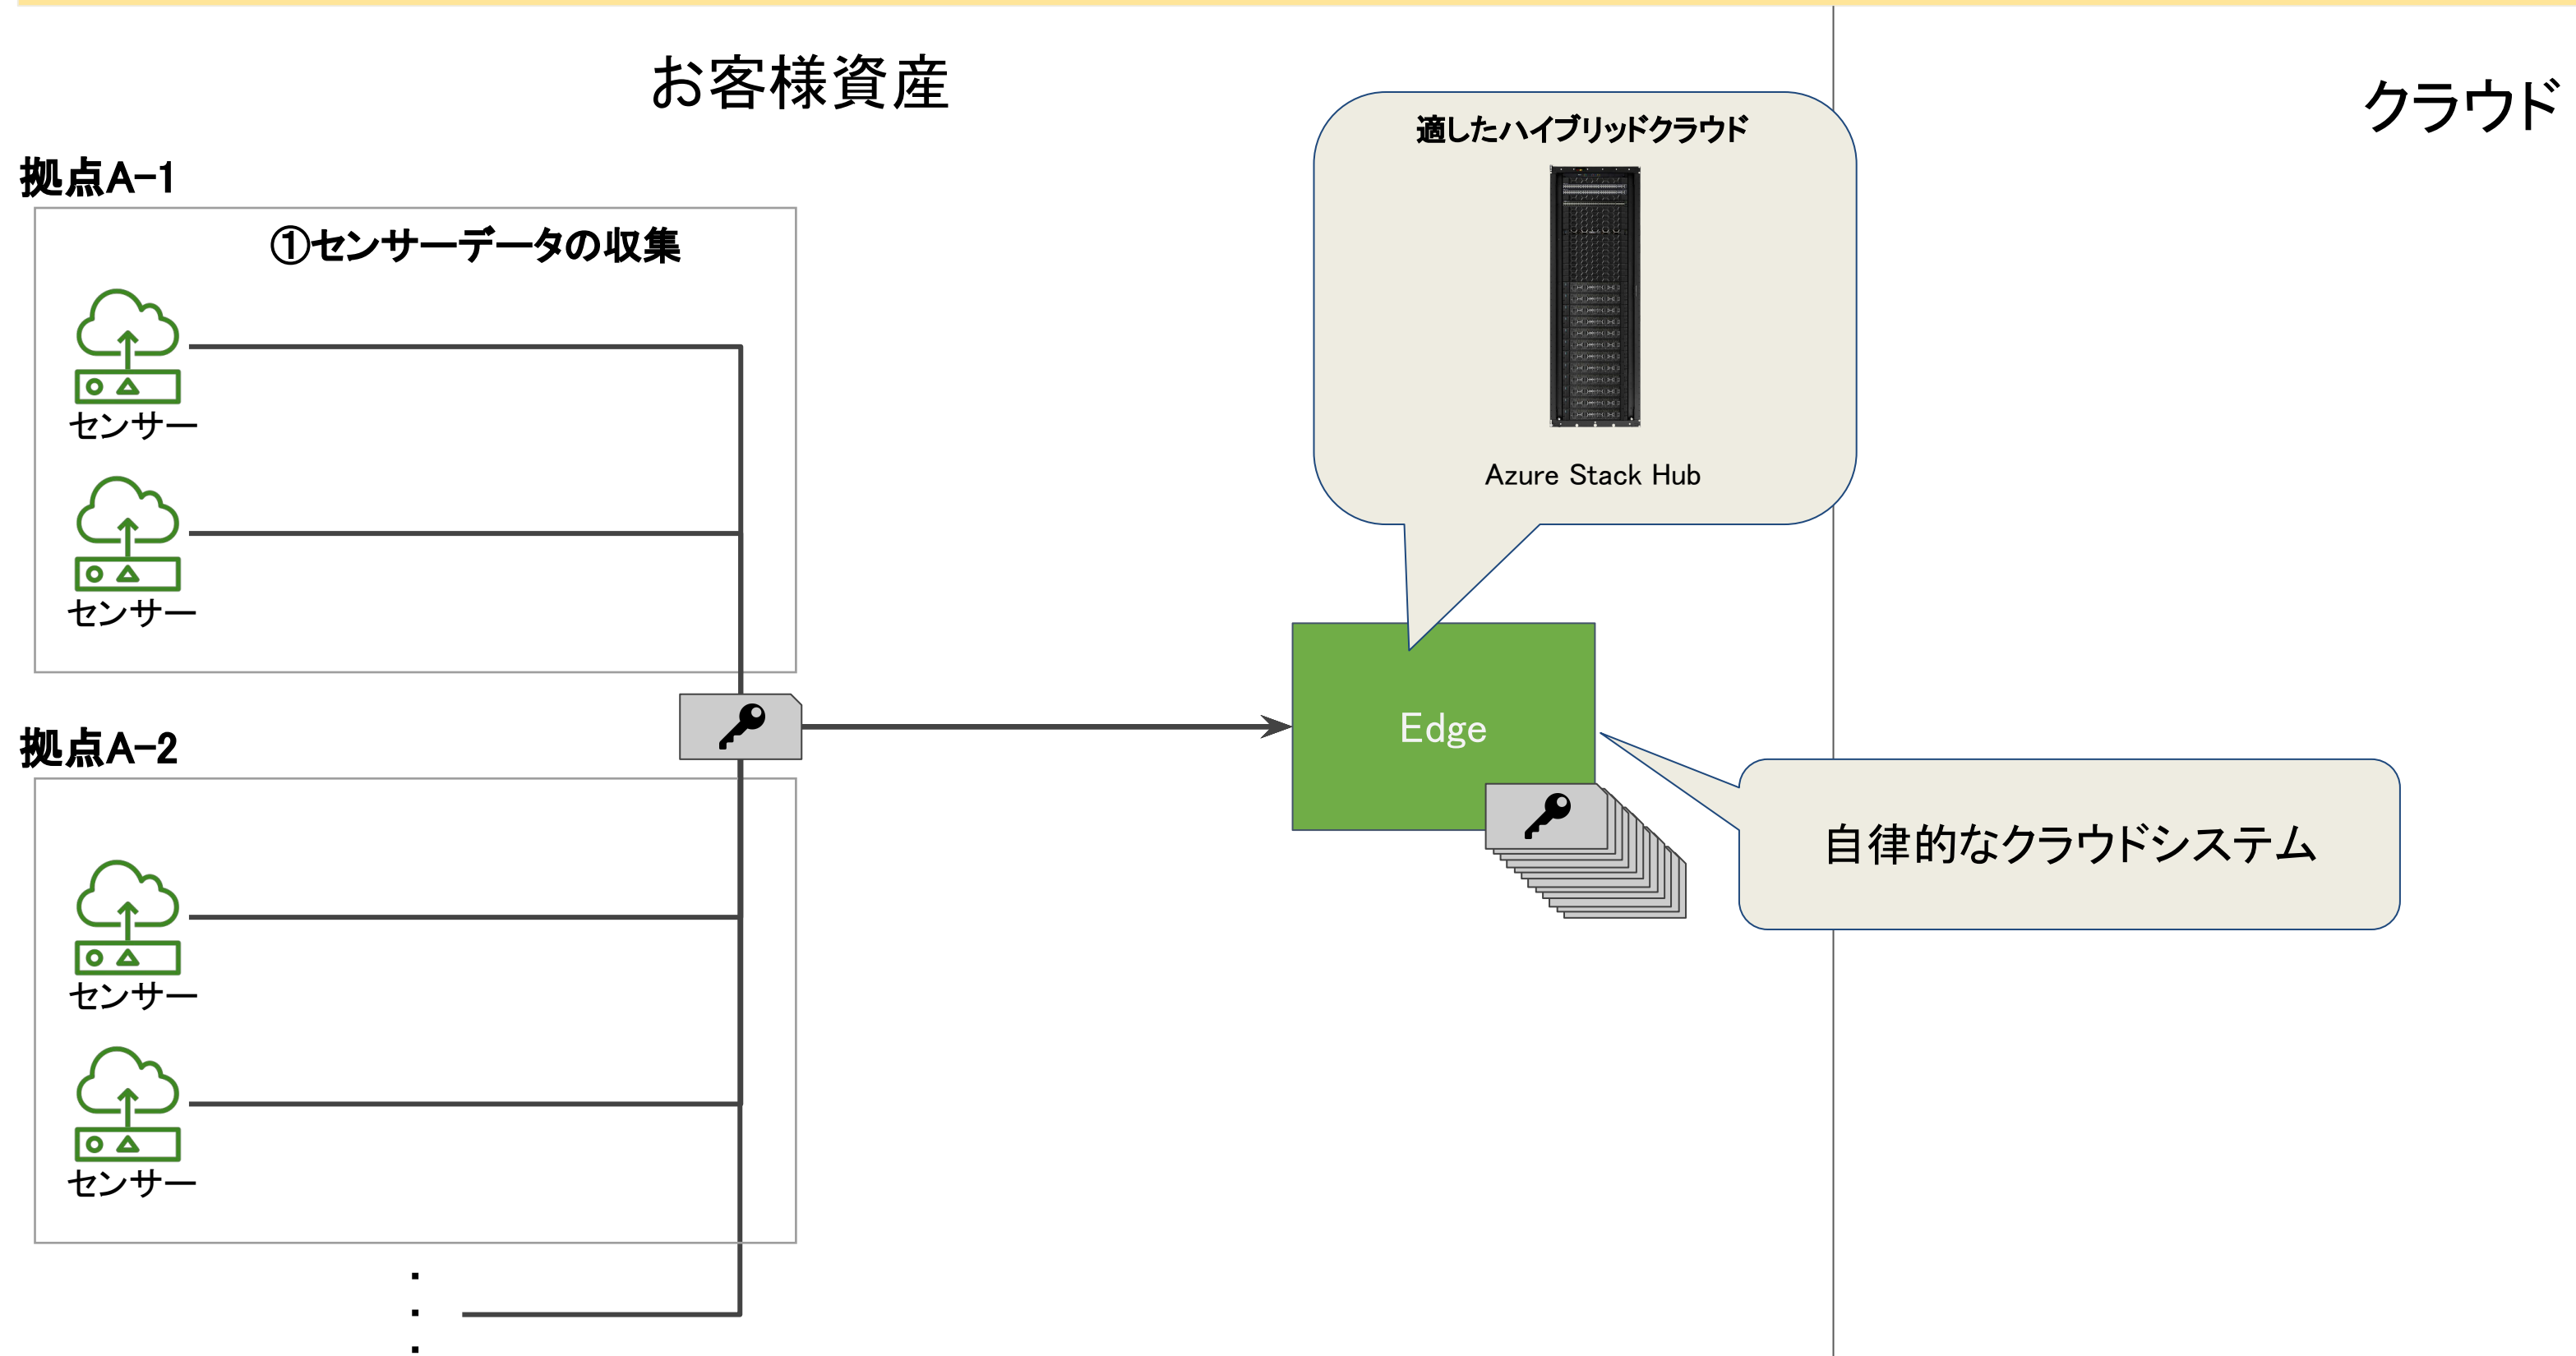 お客様資産
クラウド
適したハイブリッドクラウド
Azure Stack Hub
拠点A-1
①センサーデータの収集
センサー
センサー
Edge
自律的なクラウドシステム
拠点A-2
センサー
センサー
・
・
・